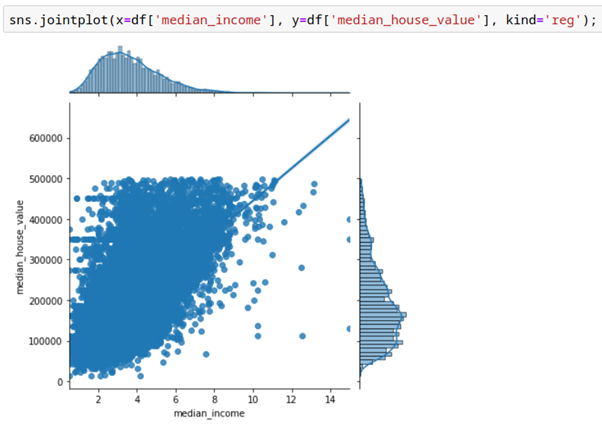 sns.jointplot(x=df['median_income'], y=df['median_house_value'], kind='reg');
600000
500000
400000
300000
200000
100000
0
median_house_value
2 4 6 8 10 12 14
median_income